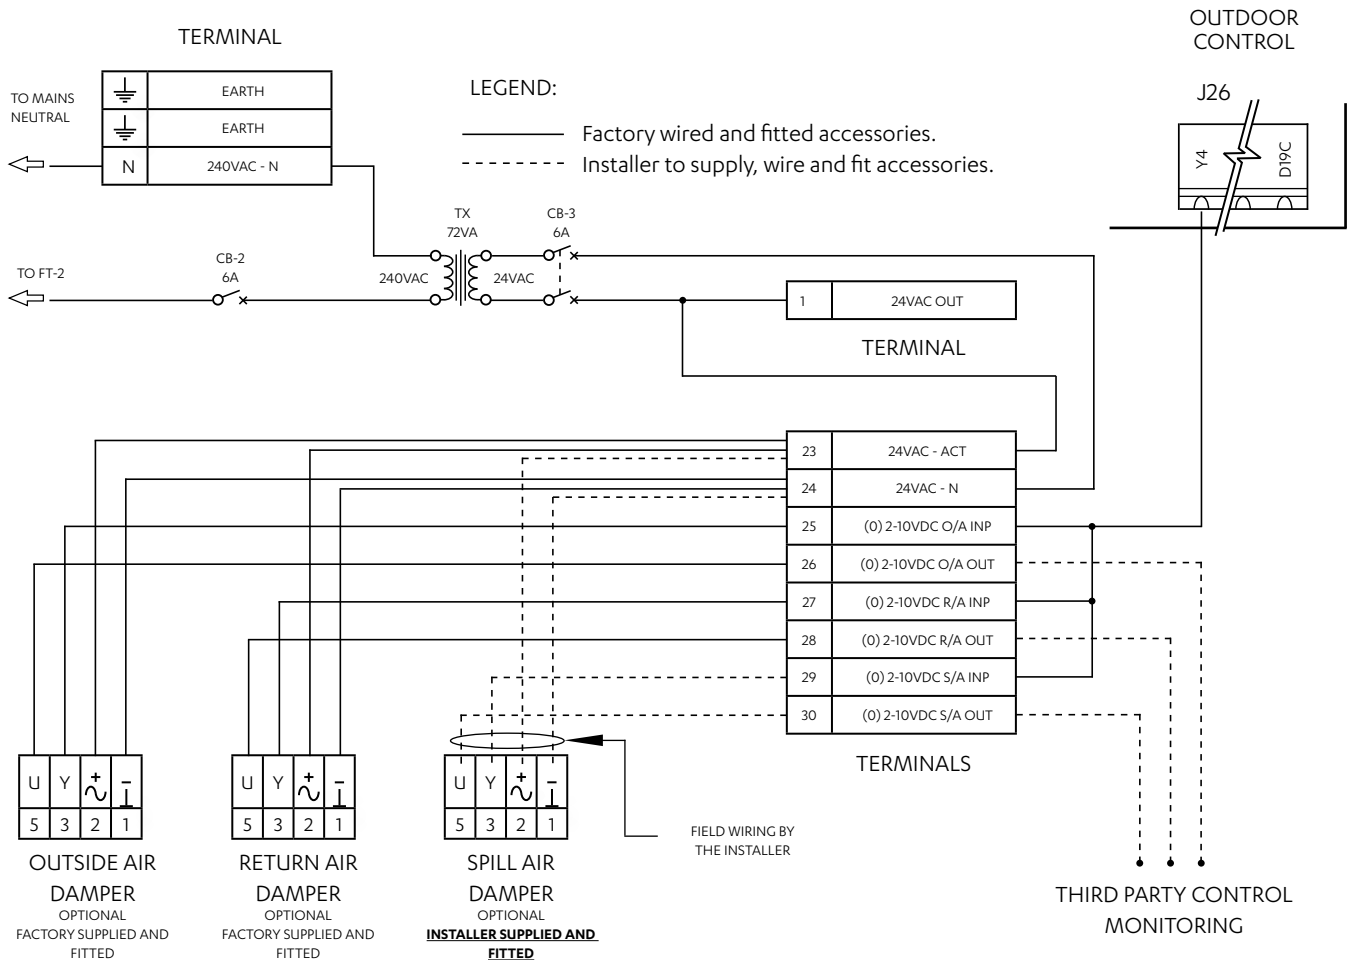 TERMINAL
EARTH
EARTH
N
240VAC - N
TO MAINS
NEUTRAL
TO FT-2
LEGEND:
Factory wired and fitted accessories.
Installer to supply, wire and fit accessories.
OUTDOOR
CONTROL
J26
Y4
D19C
CB-2
6A
TX
72VA
240VAC
24VAC
CB-3
6A
1
24VAC OUT
TERMINAL
23
24VAC - ACT
24
24VAC - N
25
(0) 2-10VDC O/A INP
26
(0) 2-10VDC O/A OUT
27
(0) 2-10VDC R/A INP
28
(0) 2-10VDC R/A OUT
29
(0) 2-10VDC S/A INP
30
(0) 2-10VDC S/A OUT
TERMINALS
U Y + −
5 3 2 1
OUTSIDE AIR
DAMPER
OPTIONAL
FACTORY SUPPLIED AND
FITTED
U Y + −
5 3 2 1
RETURN AIR
DAMPER
OPTIONAL
FACTORY SUPPLIED AND
FITTED
U Y + −
5 3 2 1
SPILL AIR
DAMPER
OPTIONAL
INSTALLER SUPPLIED AND
FITTED
FIELD WIRING BY
THE INSTALLER
THIRD PARTY CONTROL
MONITORING